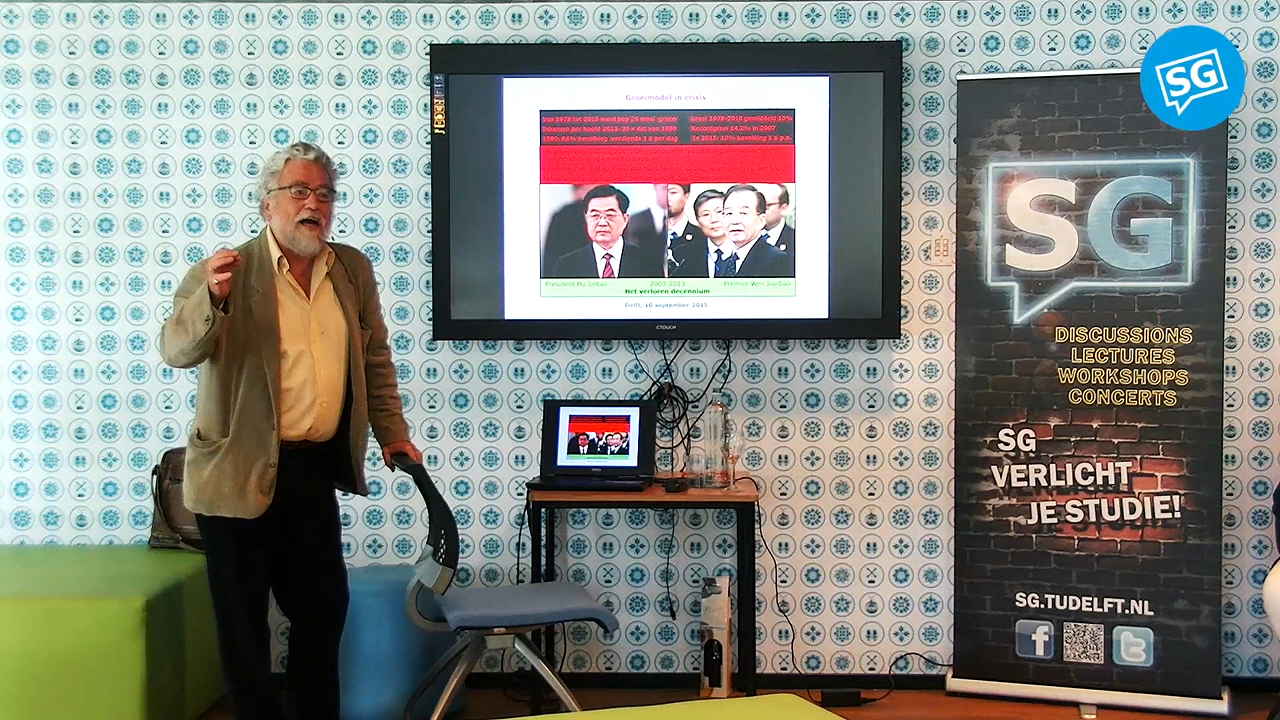 Groeimodel in crisis
Van 1978 tot 2015 werd bbp 26 maal groter
Groei 1978-2010 gemiddeld 10%
Inkomen per hoofd 2013: 35 x dat van 1980
Recordgroei 14,2% in 2007
1980: 64% bevolking verdiende 1 $ per dag
In 2015: 10% bevolking 1 $ p.d.
President Hu Jintao
2003-2013
Premier Wen Jiabao
Het verloren decennium
Delft, 10 september 2015
CTOUCH
SG
SG
DISCUSSIONS
LECTURES
WORKSHOPS
CONCERTS
SG
VERLICHT
JE STUDIE!
SG.TUDELFT.NL